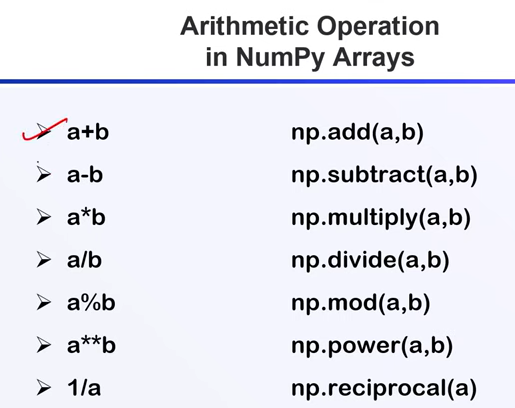 Arithmetic Operation
in NumPy Arrays
a+b np.add(a,b)
a-b np.subtract(a,b)
a*b np.multiply(a,b)
a/b np.divide(a,b)
a%b np.mod(a,b)
a**b np.power(a,b)
1/a np.reciprocal(a)